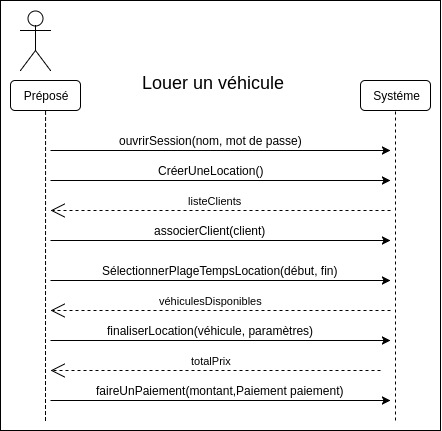 Louer un véhicule
Préposé
Systéme
ouvrirSession(nom, mot de passe)
CréerUneLocation()
listeClients
associerClient(client)
SélectionnerPlageTempsLocation(début, fin)
véhiculesDisponibles
finaliserLocation(véhicule, paramètres)
totalPrix
faireUnPaiement(montant,Paiement paiement)